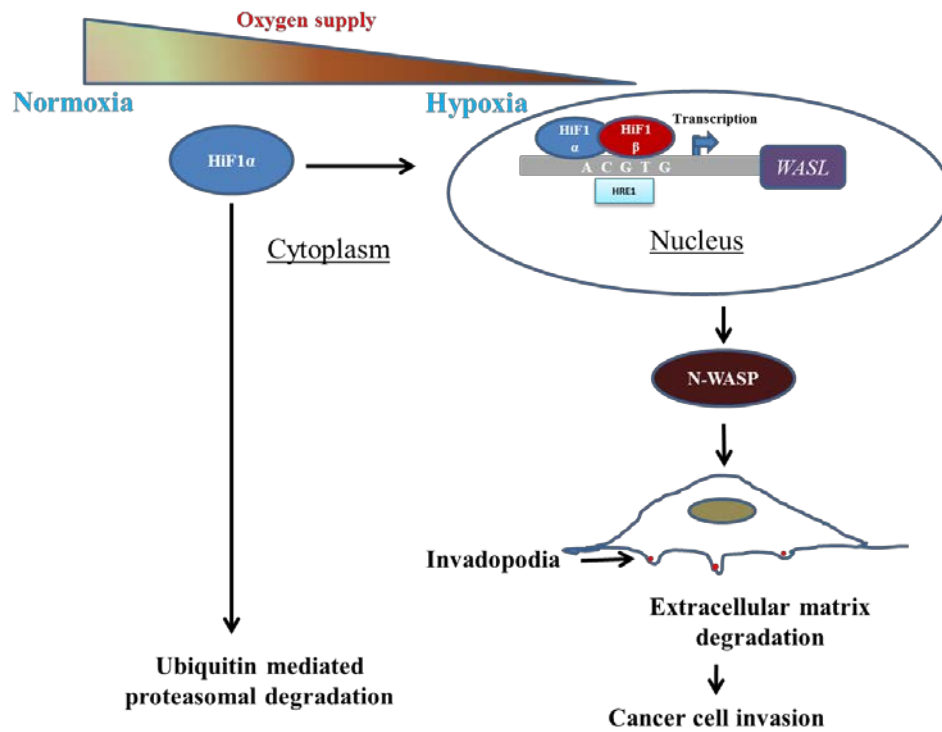 Oxygen supply
Normoxia
Hypoxia
HiF1α
Cytoplasm
HiF1
α
HiF1
β
Transcription
A C G T G
WASL
HRE1
Nucleus
N-WASP
Invadopodia
Extracellular matrix
degradation
Ubiquitin mediated
proteasomal degradation
Cancer cell invasion